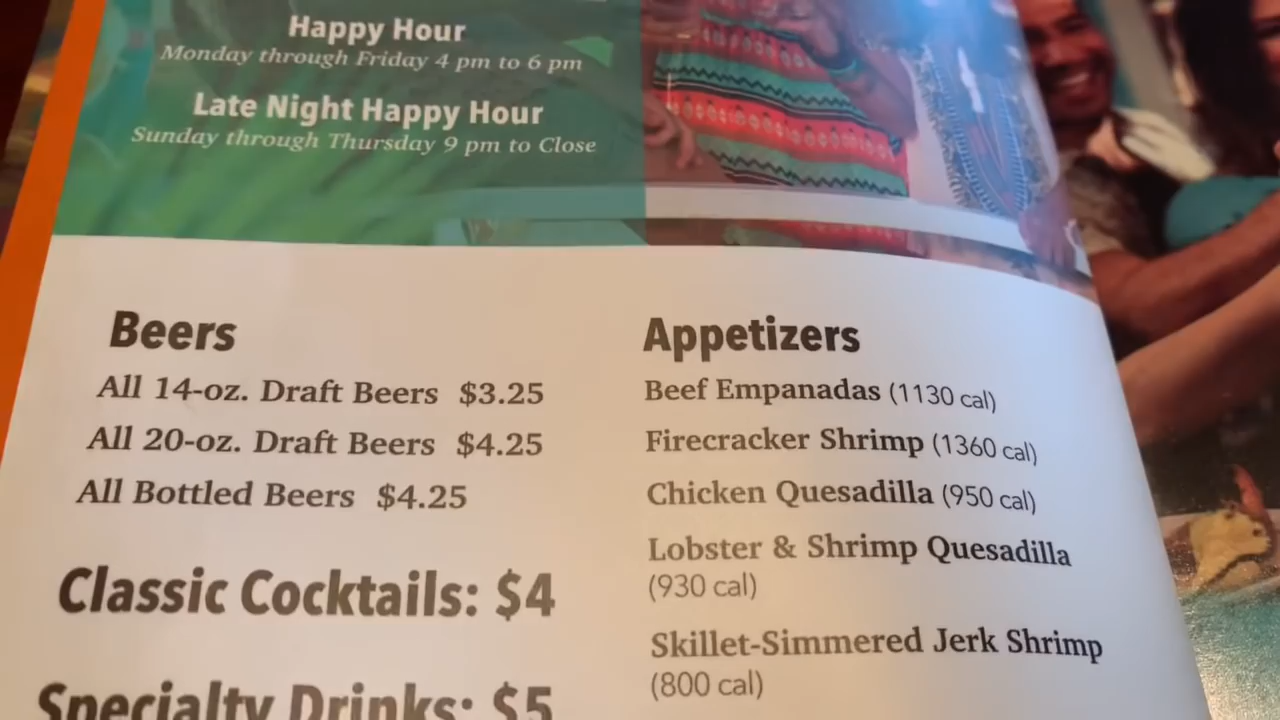 Happy Hour
Monday through Friday 4 pm to 6 pm
Late Night Happy Hour
Sunday through Thursday 9 pm to Close
Beers
All 14-oz. Draft Beers $3.25
All 20-oz. Draft Beers $4.25
All Bottled Beers $4.25
Classic Cocktails: $4
Specialty Drinks: $5
Appetizers
Beef Empanadas (1130 cal)
Firecracker Shrimp (1360 cal)
Chicken Quesadilla (950 cal)
Lobster & Shrimp Quesadilla
(930 cal)
Skillet-Simmered Jerk Shrimp
(800 cal)